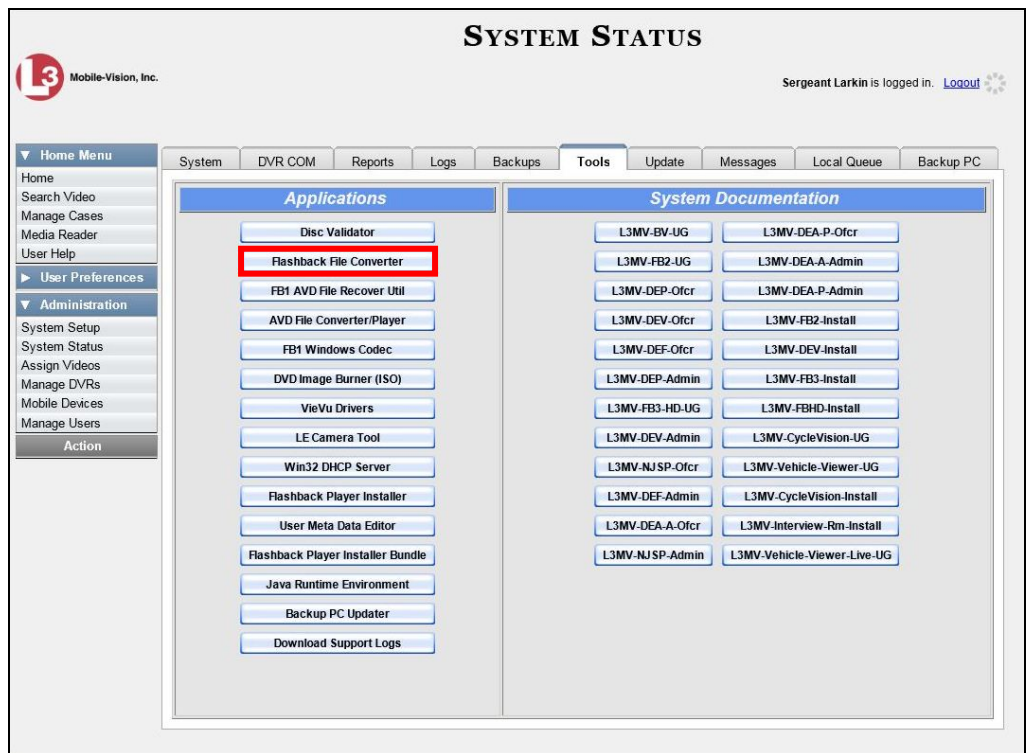 SYSTEM STATUS
L3 Mobile-Vision, Inc.
Sergeant Larkin is logged in. Logout
▼ Home Menu
Home
Search Video
Manage Cases
Media Reader
User Help
▶ User Preferences
▼ Administration
System Setup
System Status
Assign Videos
Manage DVRs
Mobile Devices
Manage Users
Action
System DVR COM Reports Logs Backups Tools Update Messages Local Queue Backup PC
Applications
Disc Validator
Flashback File Converter
FB1 AVD File Recover Util
AVD File Converter/Player
FB1 Windows Codec
DVD Image Burner (ISO)
VieVu Drivers
LE Camera Tool
Win32 DHCP Server
Flashback Player Installer
User Meta Data Editor
Flashback Player Installer Bundle
Java Runtime Environment
Backup PC Updater
Download Support Logs
System Documentation
L3MV-BV-UG L3MV-DEA-P-Ofcr
L3MV-FB2-UG L3MV-DEA-A-Admin
L3MV-DEP-Ofcr L3MV-DEA-P-Admin
L3MV-DEV-Ofcr L3MV-FB2-Install
L3MV-DEF-Ofcr L3MV-DEV-Install
L3MV-DEP-Admin L3MV-FB3-Install
L3MV-FB3-HD-UG L3MV-FBHD-Install
L3MV-DEV-Admin L3MV-CycleVision-UG
L3MV-NJSP-Ofcr L3MV-Vehicle-Viewer-UG
L3MV-DEF-Admin L3MV-CycleVision-Install
L3MV-DEA-A-Ofcr L3MV-Interview-Rm-Install
L3MV-NJSP-Admin L3MV-Vehicle-Viewer-Live-UG